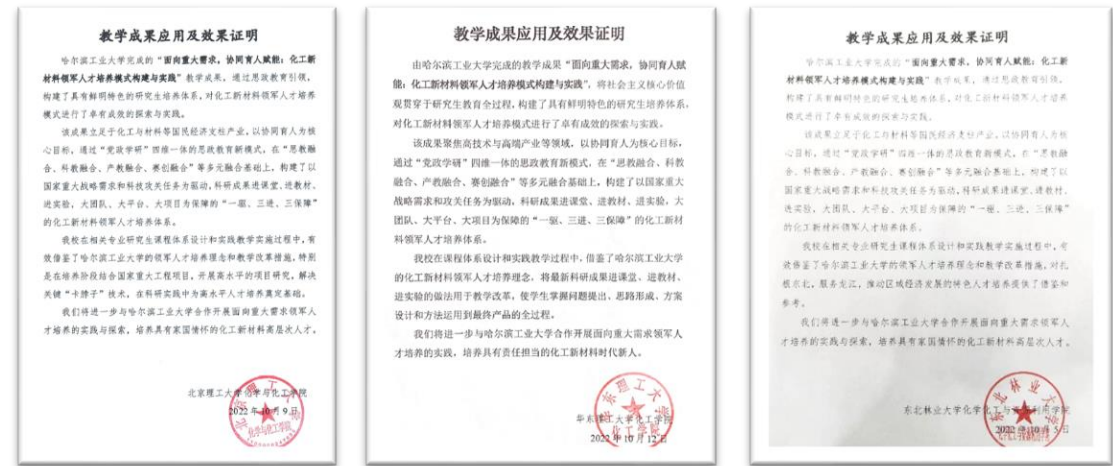 教学成果应用及效果证明
哈尔滨工业大学完成的“面向重大需求，协同育人赋能：化工新
材料领军人才培养模式构建与实践”教学成果，通过思政教育引领，
构建了具有鲜明特色的研究生培养体系，对化工新材料领军人才培养
模式进行了卓有成效的探索与实践。
该成果立足于化工与材料等国民经济支柱产业，以协同育人为核
心目标，通过“党政学研”四维一体的思政教育新模式，在“思教融
合、科教融合、产教融合、赛创融合”等多元融合基础上，构建了以
国家重大战略需求和科技攻关任务为驱动，科研成果进课堂、进教材、
进实验，大团队、大平台、大项目为保障的“一驱、三进、三保障”
的化工新材料领军人才培养体系。
我校在相关专业研究生课程体系设计和实践教学实施过程中，有
效借鉴了哈尔滨工业大学的领军人才培养理念和教学改革措施，特别
是在培养阶段结合国家重大工程项目，开展高水平的项目研究，解决
关键“卡脖子”技术，在科研实践中为高水平人才培养奠定基础。
我们将进一步与哈尔滨工业大学合作开展面向重大需求领军人
才培养的实践与探索，培养具有家国情怀的化工新材料高层次人才。
北京理工大学化学与化工学院
2022年10月9日
教学成果应用及效果证明
由哈尔滨工业大学完成的教学成果“面向重大需求，协同育人赋
能：化工新材料领军人才培养模式构建与实践”，将社会主义核心价值
观贯穿于研究生教育全过程，构建了具有鲜明特色的研究生培养体系，
对化工新材料领军人才培养模式进行了卓有成效的探索与实践。
该成果聚焦高技术与高端产业等领域，以协同育人为核心目标，
通过“党政学研”四维一体的思政教育新模式，在“思教融合、科教
融合、产教融合、赛创融合”等多元融合基础上，构建了以国家重大
战略需求和攻关任务为驱动，科研成果进课堂、进教材、进实验，大
团队、大平台、大项目为保障的“一驱、三进、三保障”的化工新材
料领军人才培养体系。
我校在课程体系设计和实践教学过程中，借鉴了哈尔滨工业大学
的化工新材料领军人才培养理念，将最新科研成果进课堂、进教材、
进实验的做法用于教学改革，使学生掌握问题提出、思路形成、方案
设计和方法运用到最终产品的全过程。
我们将进一步与哈尔滨工业大学合作开展面向重大需求领军人
才培养的实践，培养具有责任担当的化工新材料时代新人。
华东理工大学化工学院
2022年10月12日
教学成果应用及效果证明
哈尔滨工业大学完成的“面向重大需求，协同育人赋能：化工新
材料领军人才培养模式构建与实践”教学成果，通过思政教育引领，
构建了具有鲜明特色的研究生培养体系，对化工新材料领军人才培养
模式进行了卓有成效的探索与实践。
该成果立足于化工与材料等国民经济支柱产业，以协同育人为核
心目标，通过“党政学研”四维一体的思政教育新模式，在“思教融
合、科教融合、产教融合、赛创融合”等多元融合基础上，构建了以
国家重大战略需求和科技攻关任务为驱动，科研成果进课堂、进教材、
进实验，大团队、大平台、大项目为保障的“一驱、三进、三保障”
的化工新材料领军人才培养体系。
我校在相关专业研究生课程体系设计和实践教学实施过程中，有
效借鉴了哈尔滨工业大学的领军人才培养理念和教学改革措施，对扎
根东北，服务龙江，推动区域经济发展的特色人才培养提供了借鉴和
参考。
我们将进一步与哈尔滨工业大学合作开展面向重大需求领军人
才培养的实践与探索，培养具有家国情怀的化工新材料高层次人才。
东北林业大学化学化工与资源利用学院
2022年10月5日